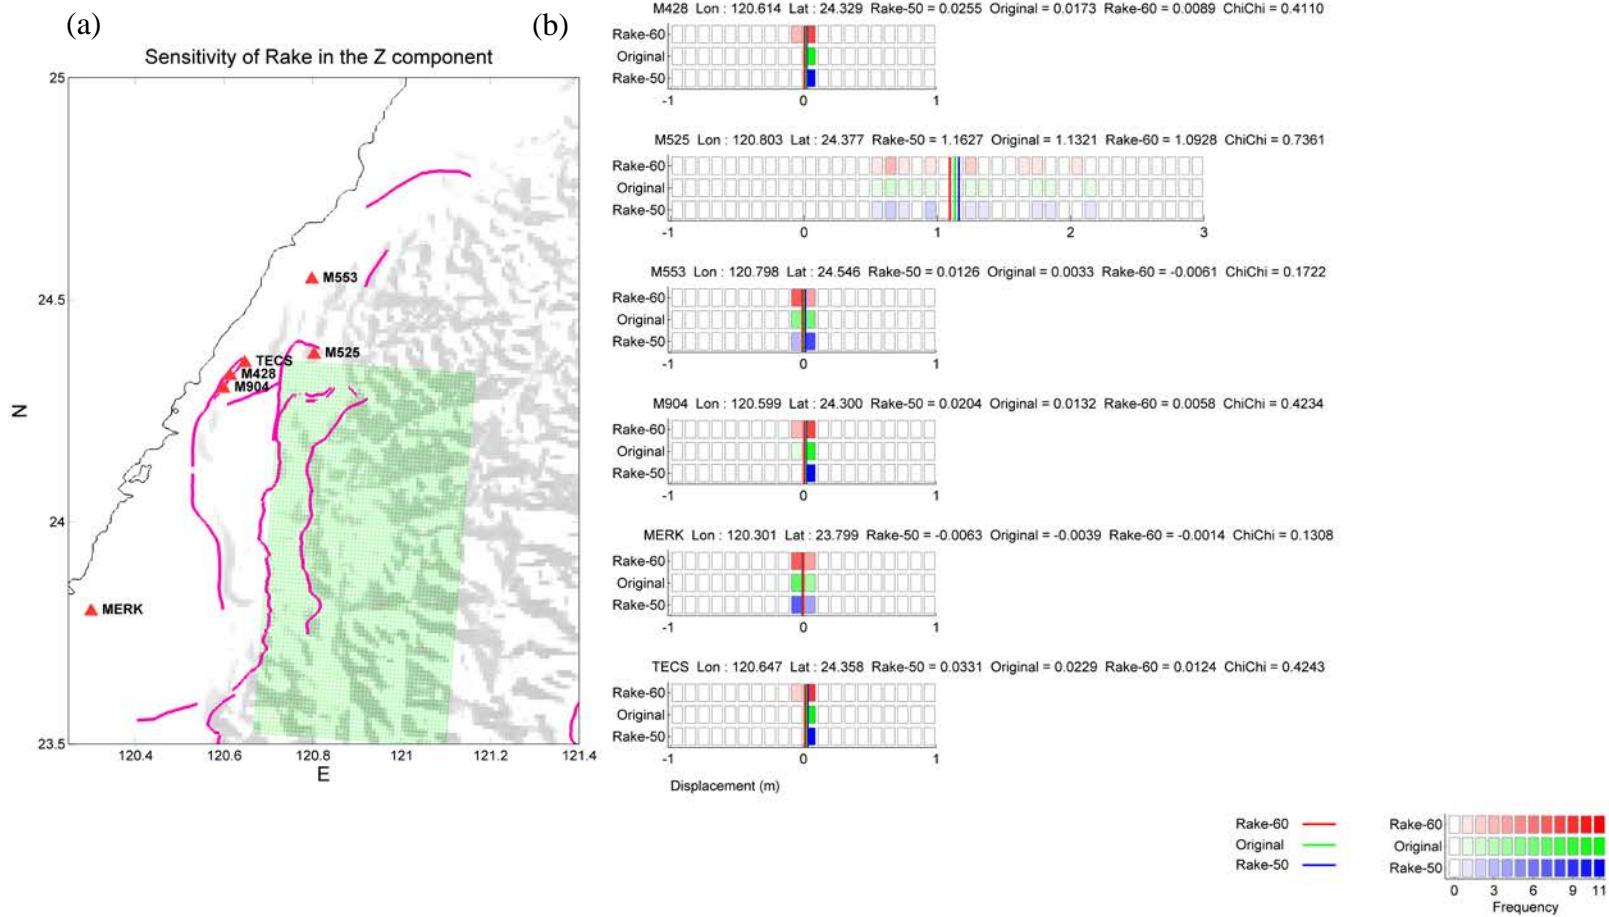 (a)
Sensitivity of Rake in the Z component
25
24.5
24
23.5
N
M553
M525
TECS
M428
M904
MERK
120.4 120.6 120.8 121 121.2 121.4
E
(b)
M428 Lon : 120.614 Lat : 24.329 Rake-50 = 0.0255 Original = 0.0173 Rake-60 = 0.0089 ChiChi = 0.4110
Rake-60
Original
Rake-50
-1 0 1
M525 Lon : 120.803 Lat : 24.377 Rake-50 = 1.1627 Original = 1.1321 Rake-60 = 1.0928 ChiChi = 0.7361
Rake-60
Original
Rake-50
-1 0 1 2 3
M553 Lon : 120.798 Lat : 24.546 Rake-50 = 0.0126 Original = 0.0033 Rake-60 = -0.0061 ChiChi = 0.1722
Rake-60
Original
Rake-50
-1 0 1
M904 Lon : 120.599 Lat : 24.300 Rake-50 = 0.0204 Original = 0.0132 Rake-60 = 0.0058 ChiChi = 0.4234
Rake-60
Original
Rake-50
-1 0 1
MERK Lon : 120.301 Lat : 23.799 Rake-50 = -0.0063 Original = -0.0039 Rake-60 = -0.0014 ChiChi = 0.1308
Rake-60
Original
Rake-50
-1 0 1
TECS Lon : 120.647 Lat : 24.358 Rake-50 = 0.0331 Original = 0.0229 Rake-60 = 0.0124 ChiChi = 0.4243
Rake-60
Original
Rake-50
-1 0 1
Displacement (m)
Rake-60
Original
Rake-50
Rake-60
Original
Rake-50
0 3 6 9 11
Frequency